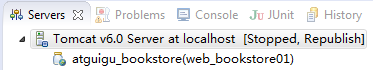 Servers Problems Console JUnit History
Tomcat v6.0 Server at localhost [Stopped, Republish]
atguigu_bookstore(web_bookstore01)